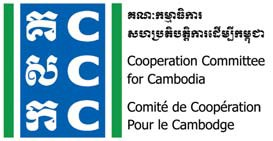 គ C
ស C
ក C
គណៈកម្មាធិការ
សហប្រតិបត្តិការដើម្បីកម្ពុជា
Cooperation Committee
for Cambodia
Comité de Coopération
Pour le Cambodge